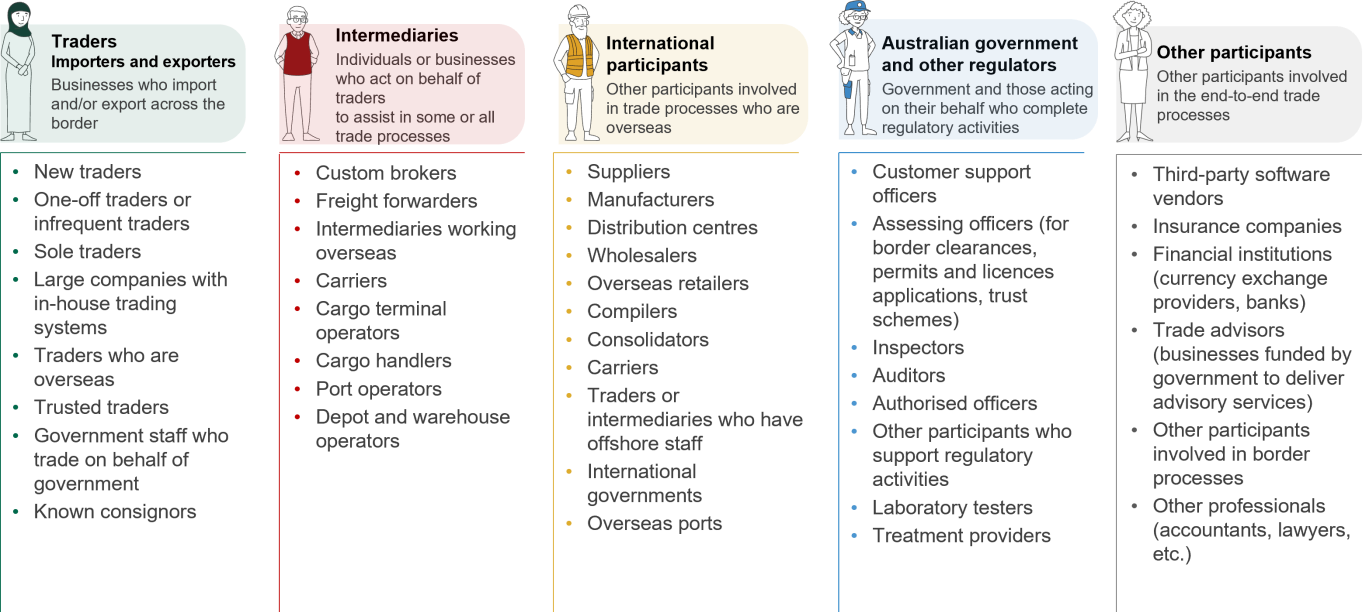 Traders
Importers and exporters
Businesses who import
and/or export across the
border
• New traders
• One-off traders or
infrequent traders
• Sole traders
• Large companies with
in-house trading
systems
• Traders who are
overseas
• Trusted traders
• Government staff who
trade on behalf of
government
• Known consignors
Intermediaries
Individuals or businesses
who act on behalf of
traders
to assist in some or all
trade processes
• Custom brokers
• Freight forwarders
• Intermediaries working
overseas
• Carriers
• Cargo terminal
operators
• Cargo handlers
• Port operators
• Depot and warehouse
operators
International
participants
Other participants involved
in trade processes who are
overseas
• Suppliers
• Manufacturers
• Distribution centres
• Wholesalers
• Overseas retailers
• Compilers
• Consolidators
• Carriers
• Traders or
intermediaries who have
offshore staff
• International
governments
• Overseas ports
Australian government
and other regulators
Government and those acting
on their behalf who complete
regulatory activities
• Customer support
officers
• Assessing officers (for
border clearances,
permits and licences
applications, trust
schemes)
• Inspectors
• Auditors
• Authorised officers
• Other participants who
support regulatory
activities
• Laboratory testers
• Treatment providers
Other participants
Other participants involved
in the end-to-end trade
processes
• Third-party software
vendors
• Insurance companies
• Financial institutions
(currency exchange
providers, banks)
• Trade advisors
(businesses funded by
government to deliver
advisory services)
• Other participants
involved in border
processes
• Other professionals
(accountants, lawyers,
etc.)